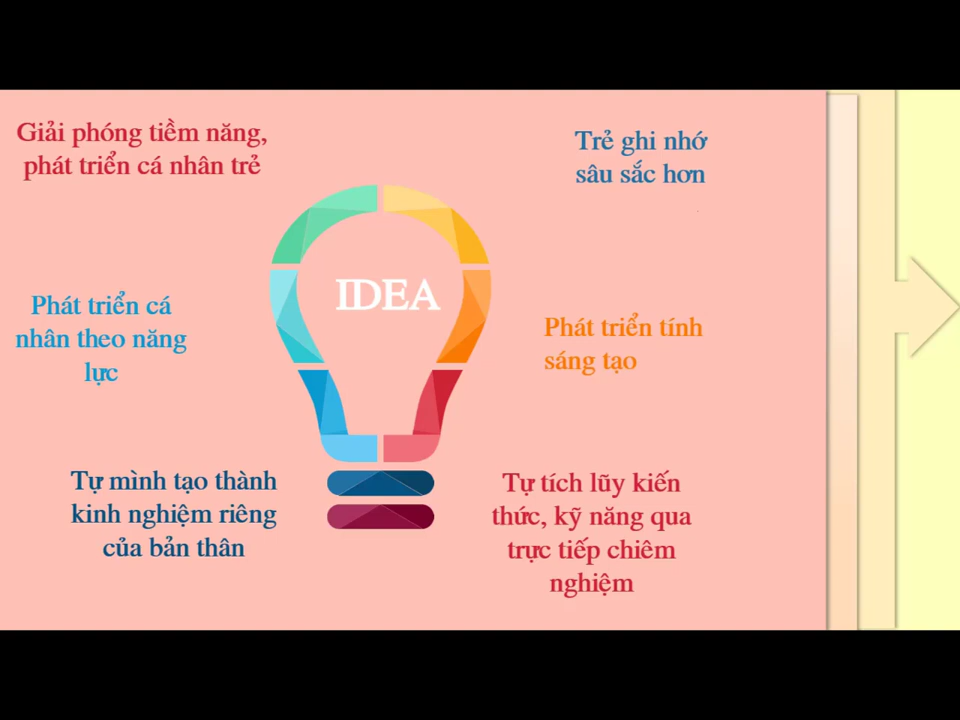 Giải phóng tiềm năng,
phát triển cá nhân trẻ
Trẻ ghi nhớ
sâu sắc hơn
IDEA
Phát triển cá
nhân theo năng
lực
Phát triển tính
sáng tạo
Tự mình tạo thành
kinh nghiệm riêng
của bản thân
Tự tích lũy kiến
thức, kỹ năng qua
trực tiếp chiêm
nghiệm